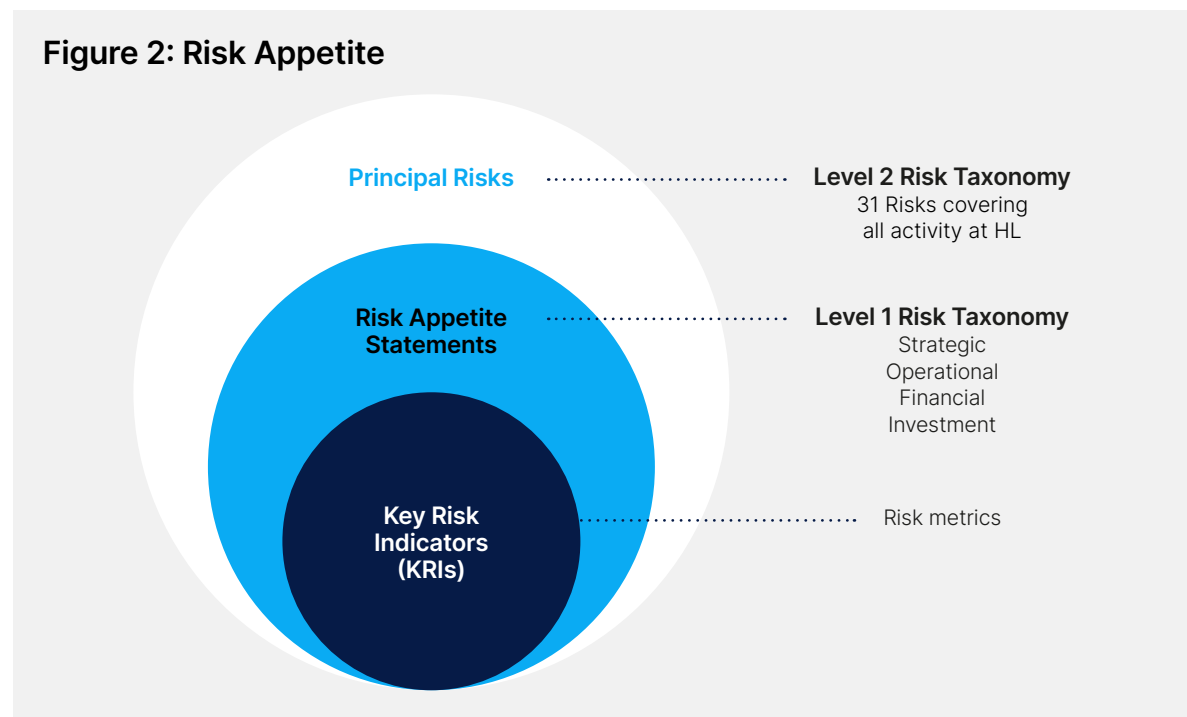 Figure 2: Risk Appetite
Principal Risks
Level 2 Risk Taxonomy
31 Risks covering
all activity at HL
Risk Appetite
Statements
Level 1 Risk Taxonomy
Strategic
Operational
Financial
Investment
Key Risk
Indicators
(KRIs)
Risk metrics